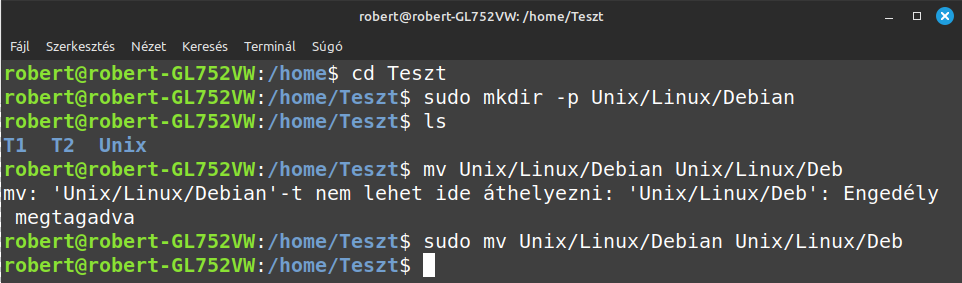 robert@robert-GL752VW: /home/Teszt
Fájl Szerkesztés Nézet Keresés Terminál Súgó
robert@robert-GL752VW:/home$ cd Teszt
robert@robert-GL752VW:/home/Teszt$ sudo mkdir -p Unix/Linux/Debian
robert@robert-GL752VW:/home/Teszt$ ls
T1  T2  Unix
robert@robert-GL752VW:/home/Teszt$ mv Unix/Linux/Debian Unix/Linux/Deb
mv: 'Unix/Linux/Debian'-t nem lehet ide áthelyezni: 'Unix/Linux/Deb': Engedély
 megtagadva
robert@robert-GL752VW:/home/Teszt$ sudo mv Unix/Linux/Debian Unix/Linux/Deb
robert@robert-GL752VW:/home/Teszt$